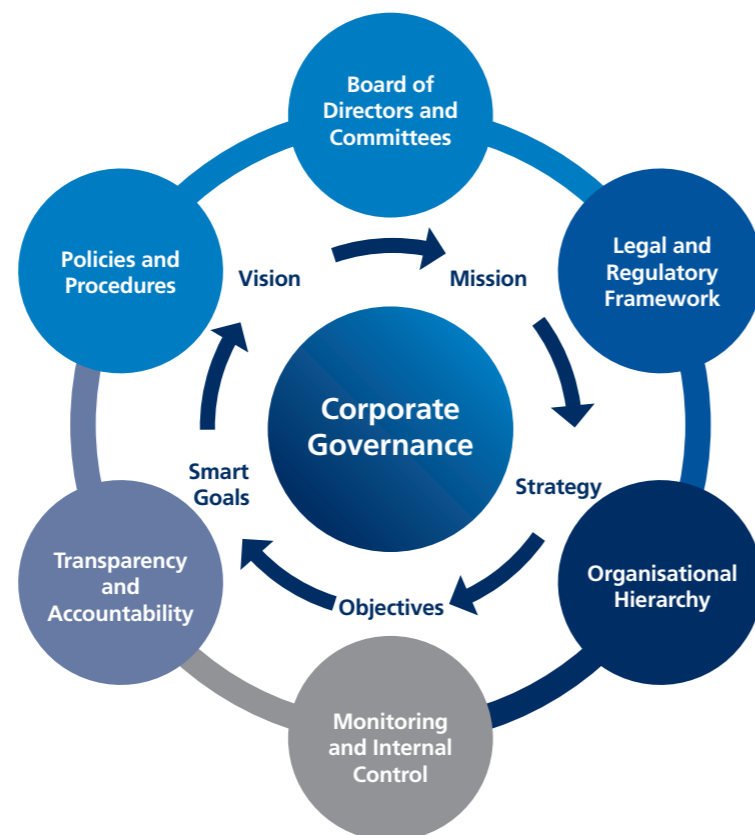 Board of
Directors and
Committees
Policies and
Procedures
Legal and
Regulatory
Framework
Vision
Mission
Corporate
Governance
Smart
Goals
Strategy
Objectives
Transparency
and
Accountability
Organisational
Hierarchy
Monitoring
and Internal
Control